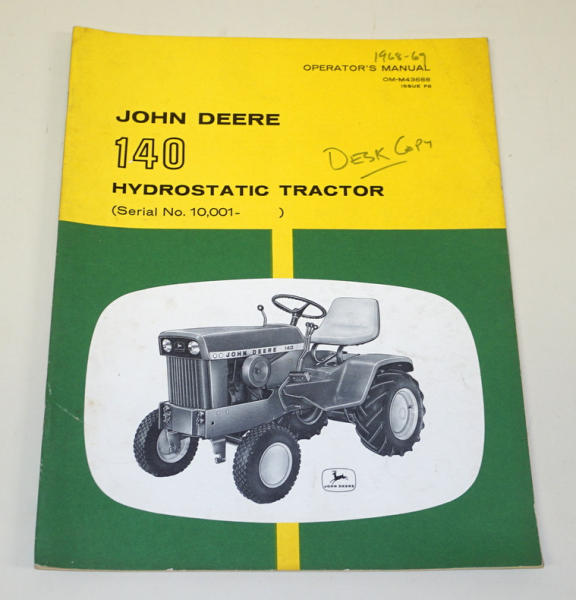 1968-69
OPERATOR'S MANUAL
OM-M43688
ISSUE F8
JOHN DEERE
140
Desk Copy
HYDROSTATIC TRACTOR
(Serial No. 10,001- )
JOHN DEERE 140
JOHN DEERE